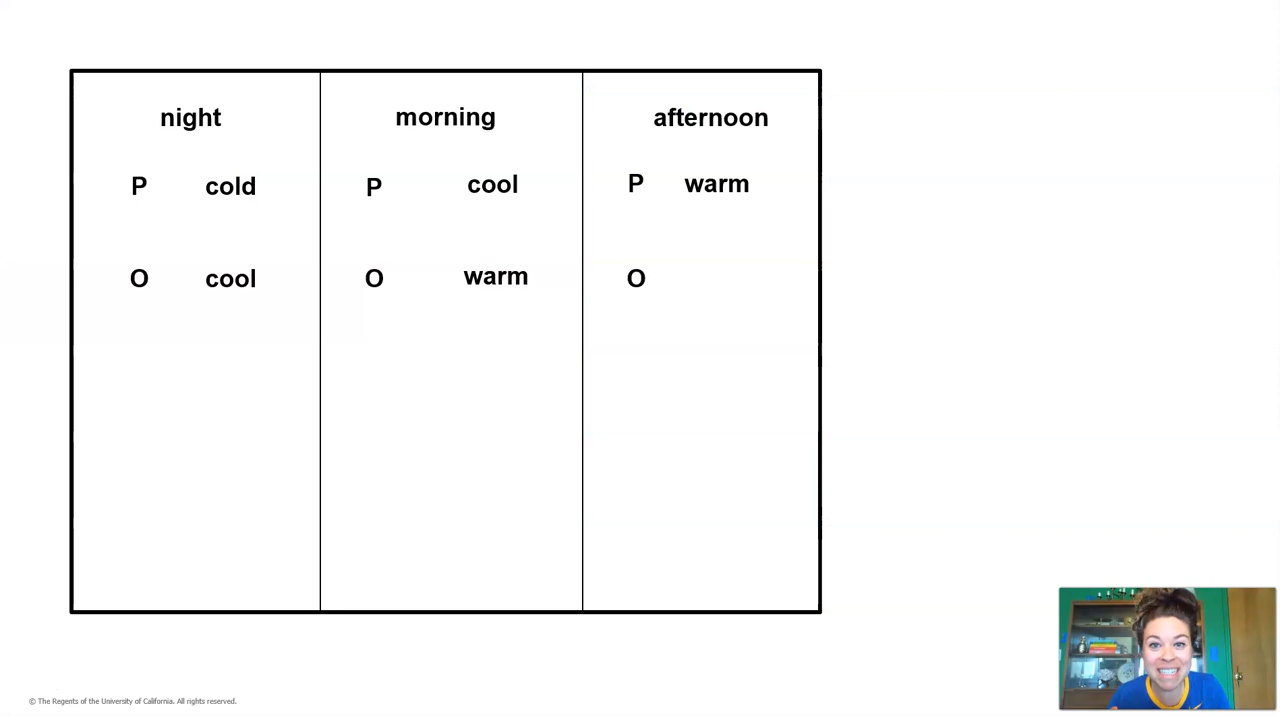 night morning afternoon
P cold P cool P warm
O cool O warm O
© The Regents of the University of California. All rights reserved.